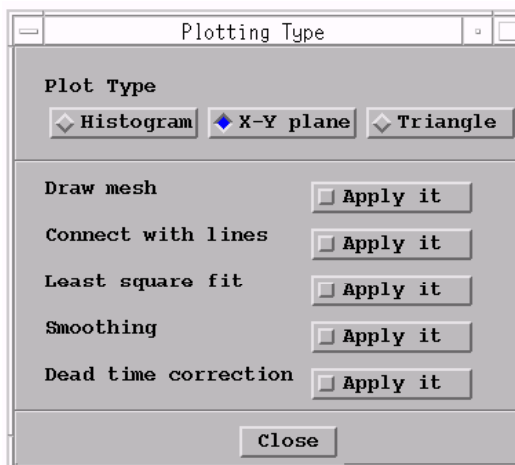 Plotting Type
Plot Type
Histogram X-Y plane Triangle
Draw mesh Apply it
Connect with lines Apply it
Least square fit Apply it
Smoothing Apply it
Dead time correction Apply it
Close